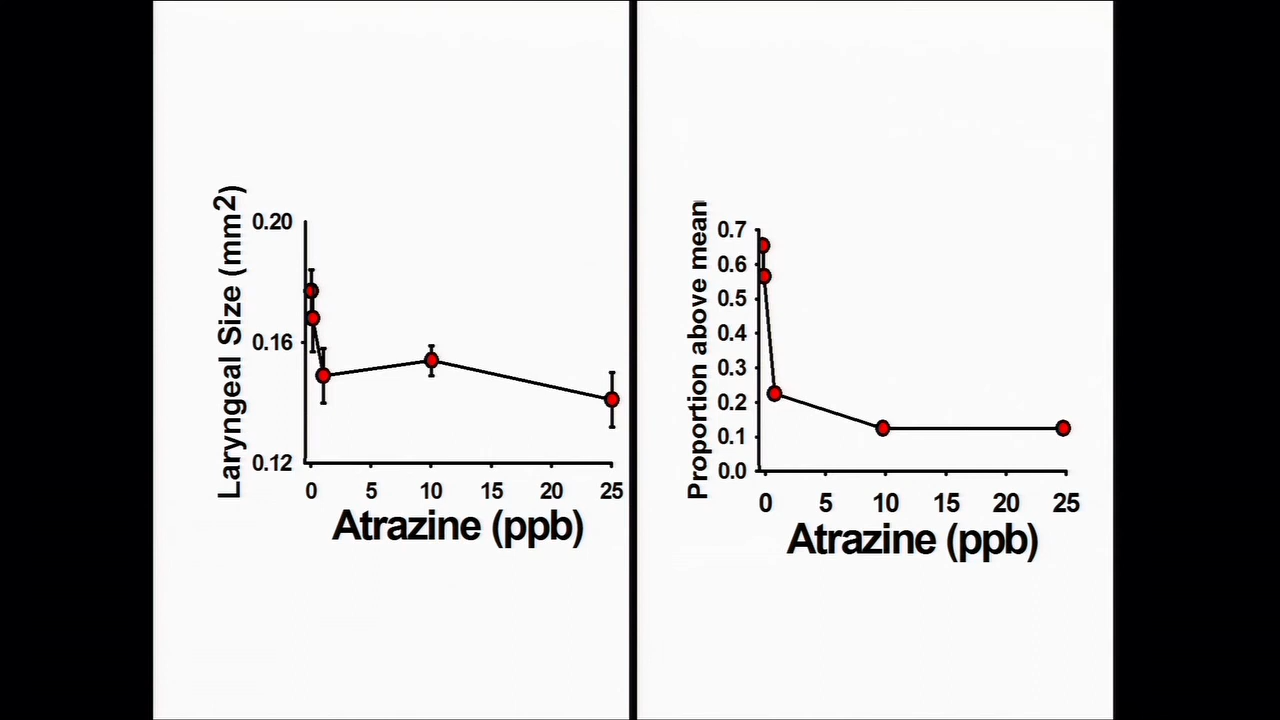 Laryngeal Size (mm2)
0.20
0.16
0.12
0 5 10 15 20 25
Atrazine (ppb)
Proportion above mean
0.7
0.6
0.5
0.4
0.3
0.2
0.1
0.0
0 5 10 15 20 25
Atrazine (ppb)